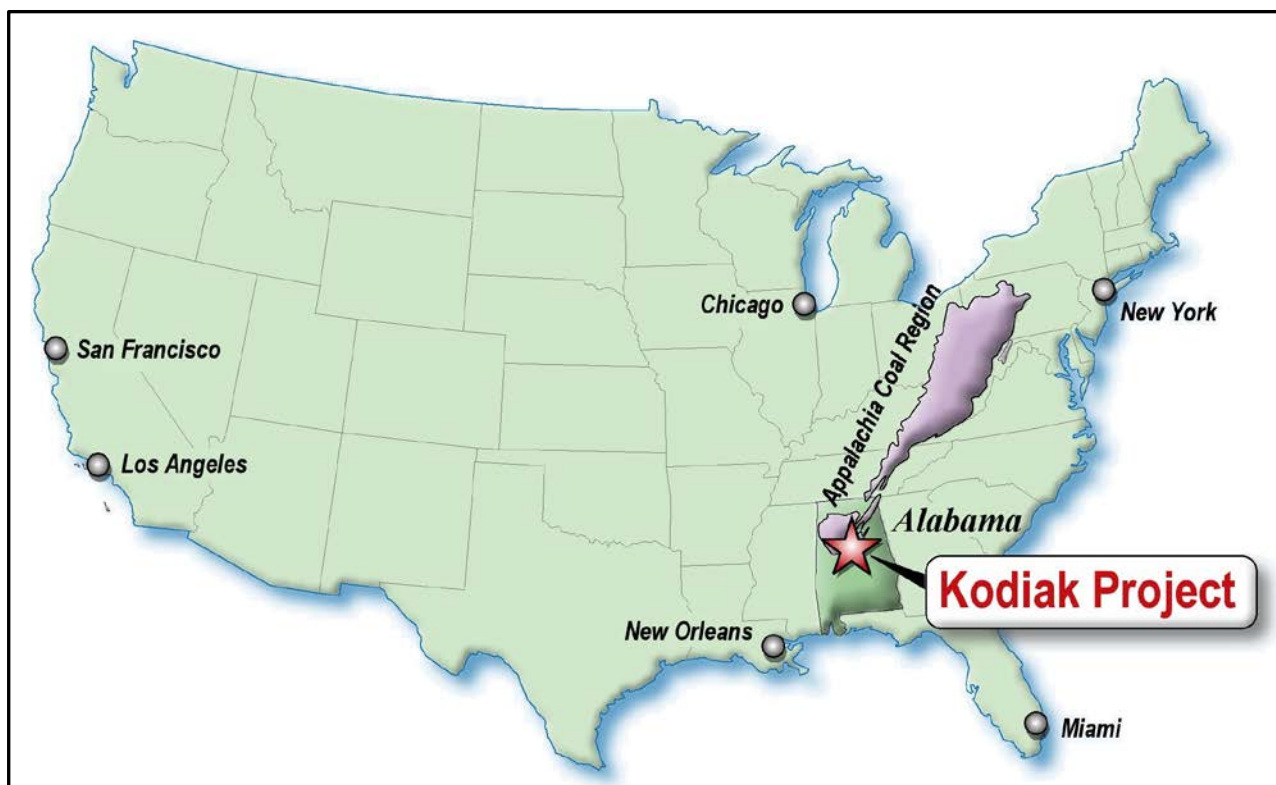 Chicago
New York
San Francisco
Appalachia Coal Region
Los Angeles
Alabama
Kodiak Project
New Orleans
Miami